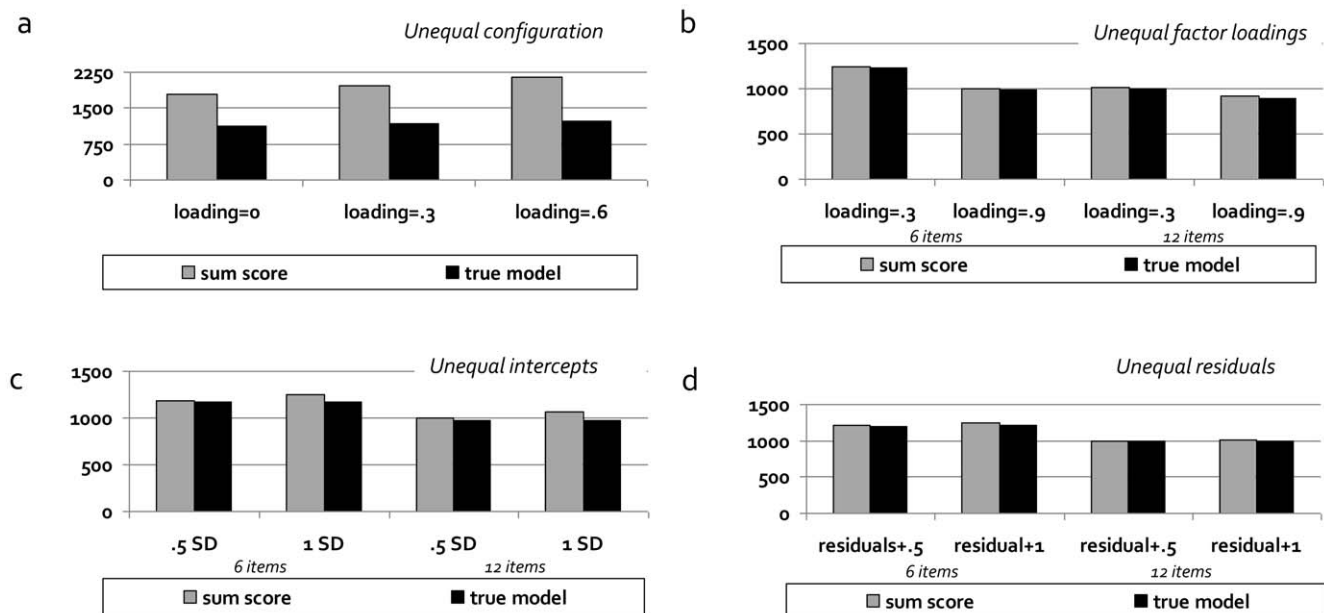 a
Unequal configuration
2250
1500
750
0
loading=0
loading=.3
loading=.6
sum score
true model
b
Unequal factor loadings
1500
1000
500
0
loading=.3
loading=.9
loading=.3
loading=.9
6 items
12 items
sum score
true model
c
Unequal intercepts
1500
1000
500
0
.5 SD
1 SD
.5 SD
1 SD
6 items
12 items
sum score
true model
d
Unequal residuals
1500
1000
500
0
residuals+.5
residual+1
residual+.5
residual+1
6 items
12 items
sum score
true model